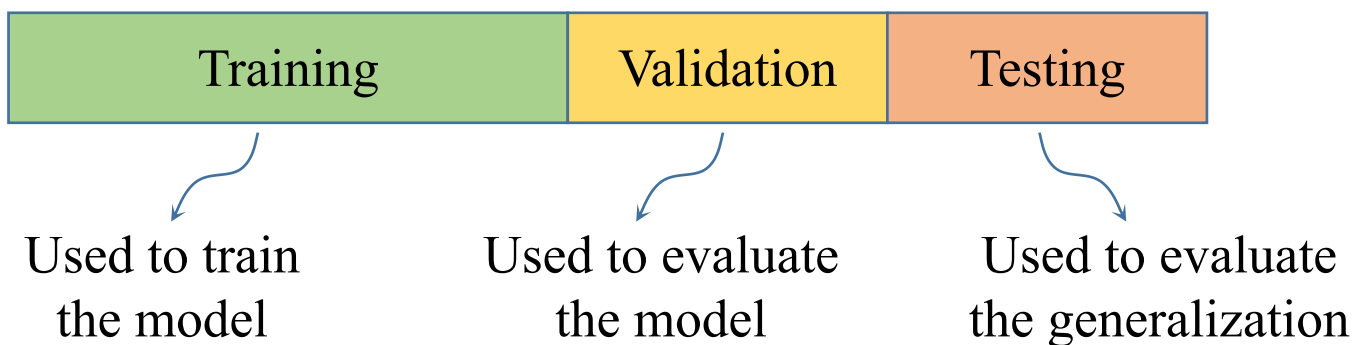 Training
Validation
Testing
Used to train
the model
Used to evaluate
the model
Used to evaluate
the generalization